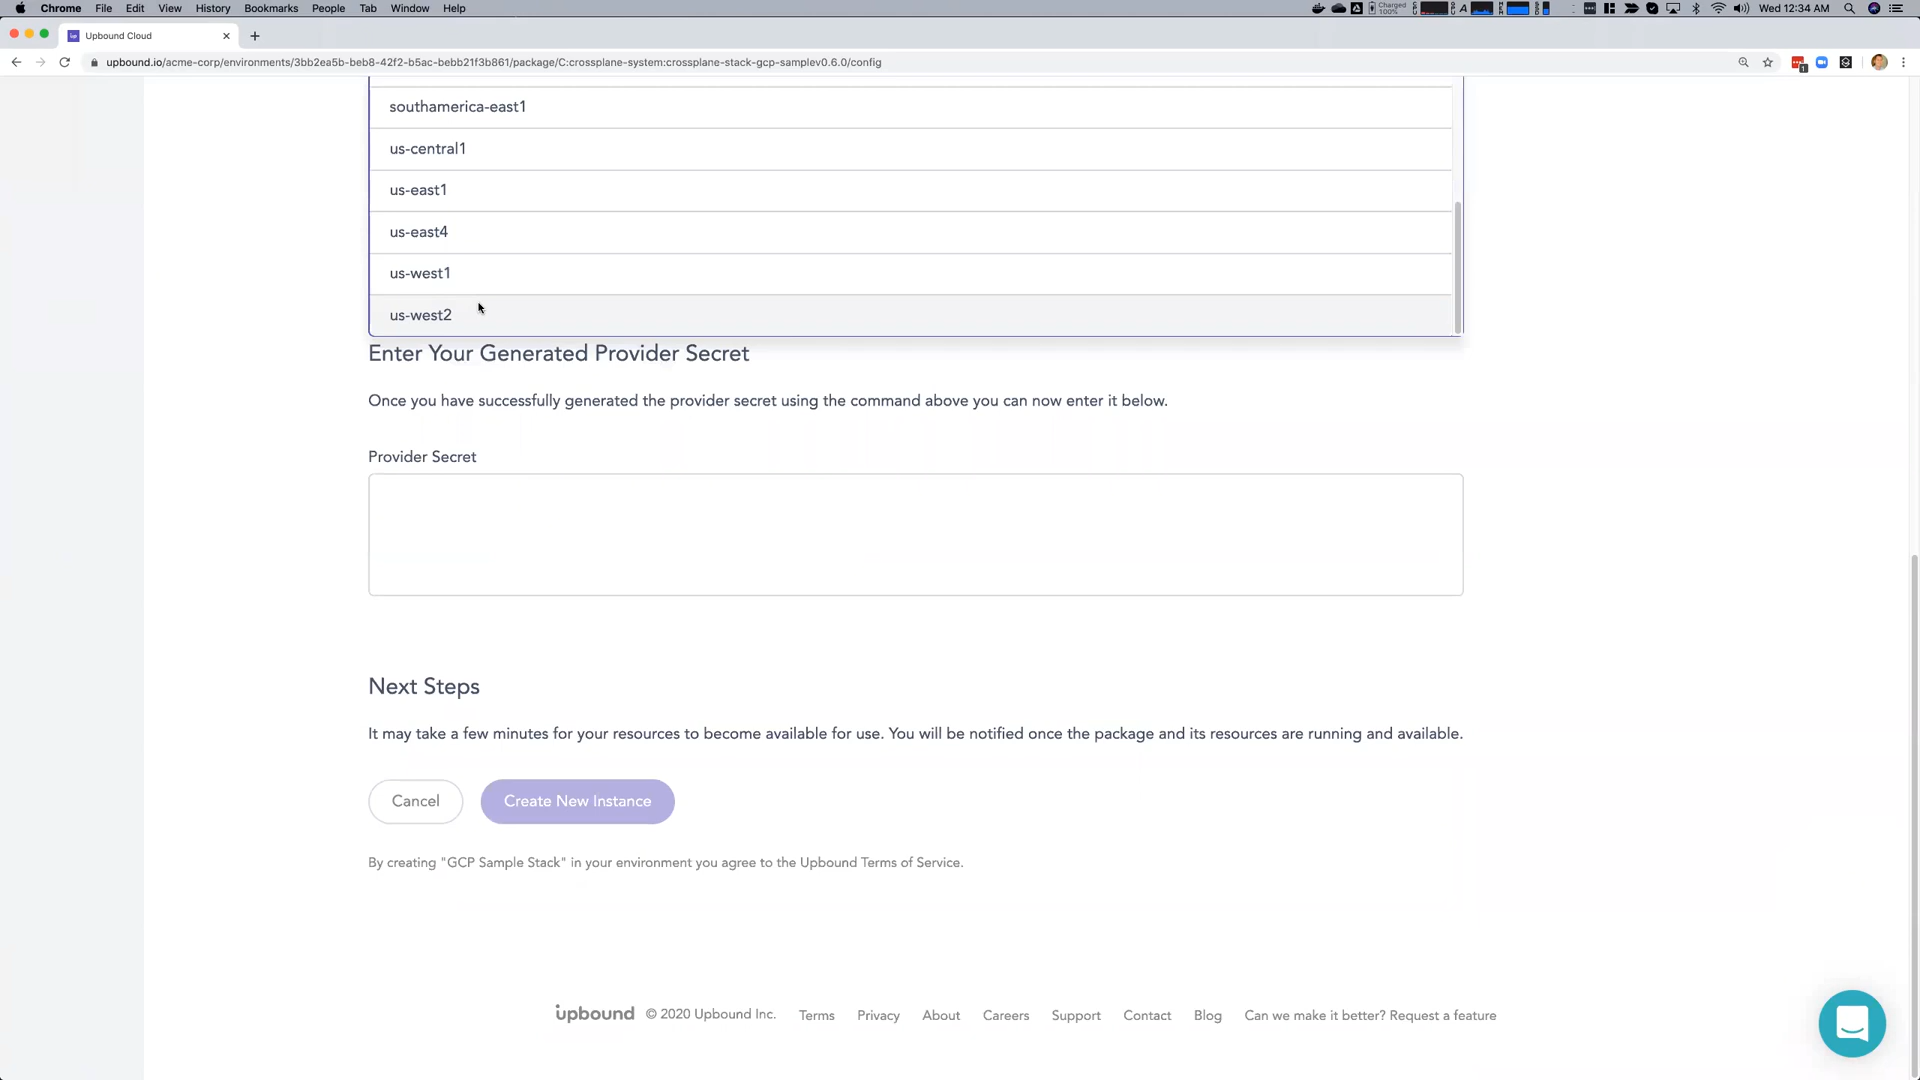 Chrome File Edit View History Bookmarks People Tab Window Help
Charged 100%
Wed 12:34 AM
Upbound Cloud
upbound.io/acme-corp/environments/3bb2ea5b-beb8-42f2-b5ac-bebb21f3b861/package/C:crossplane-system:crossplane-stack-gcp-samplev0.6.0/config
southamerica-east1
us-central1
us-east1
us-east4
us-west1
us-west2
Enter Your Generated Provider Secret
Once you have successfully generated the provider secret using the command above you can now enter it below.
Provider Secret
Next Steps
It may take a few minutes for your resources to become available for use. You will be notified once the package and its resources are running and available.
Cancel
Create New Instance
By creating "GCP Sample Stack" in your environment you agree to the Upbound Terms of Service.
upbound © 2020 Upbound Inc. Terms Privacy About Careers Support Contact Blog Can we make it better? Request a feature